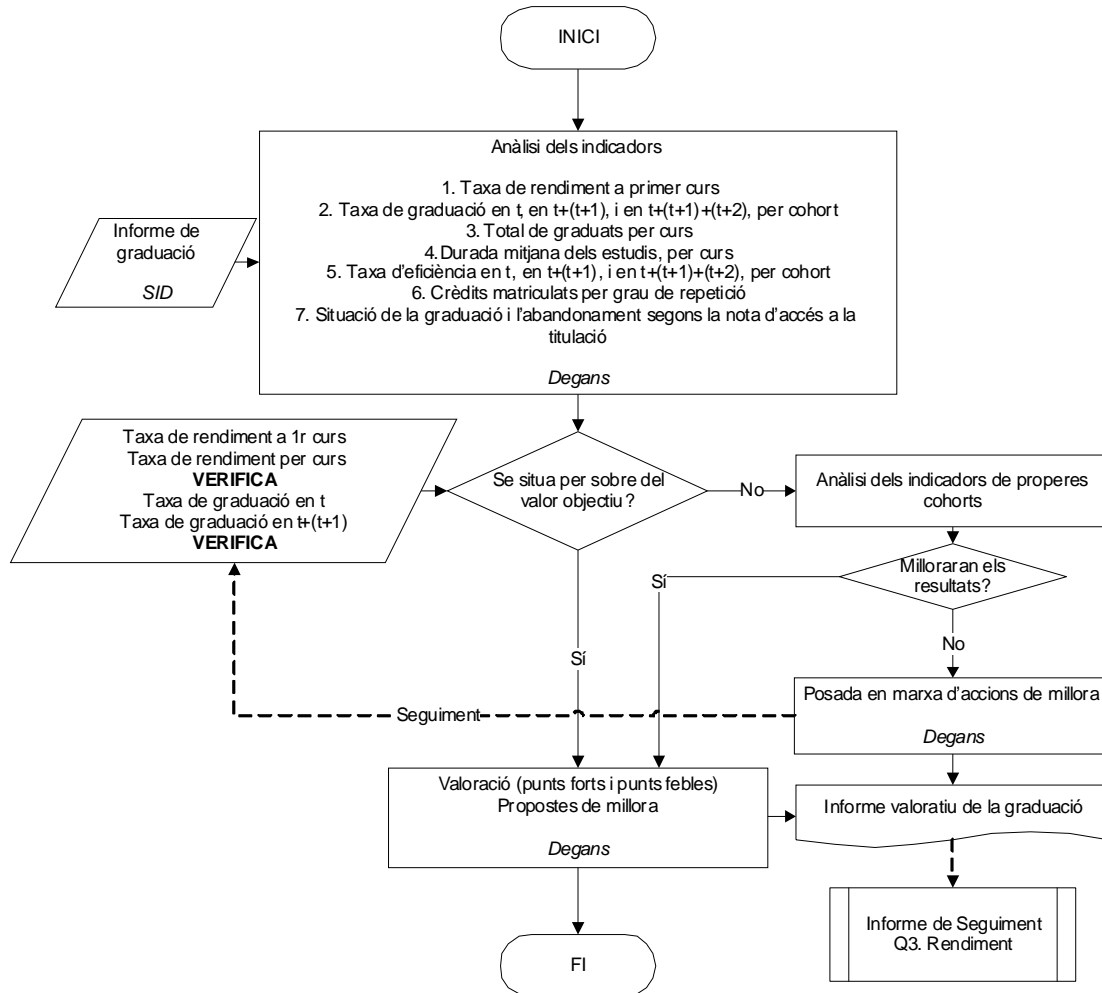 INICI
Anàlisi dels indicadors
1. Taxa de rendiment a primer curs
2. Taxa de graduació en t, en t+(t+1), i en t+(t+1)+(t+2), per cohort
3. Total de graduats per curs
4.Durada mitjana dels estudis, per curs
5. Taxa d'eficiència en t, en t+(t+1), i en t+(t+1)+(t+2), per cohort
6. Crèdits matriculats per grau de repetició
7. Situació de la graduació i l'abandonament segons la nota d'accés a la
titulació
Degans
Informe de
graduació
SID
Taxa de rendiment a 1r curs
Taxa de rendiment per curs
VERIFICA
Taxa de graduació en t
Taxa de graduació en t+(t+1)
VERIFICA
Se situa per sobre del
valor objectiu?
No
Anàlisi dels indicadors de properes
cohorts
Milloraran els
resultats?
Sí
No
Sí
Posada en marxa d'accions de millora
Degans
Seguiment
Valoració (punts forts i punts febles)
Propostes de millora
Degans
Informe valoratiu de la graduació
Informe de Seguiment
Q3. Rendiment
FI